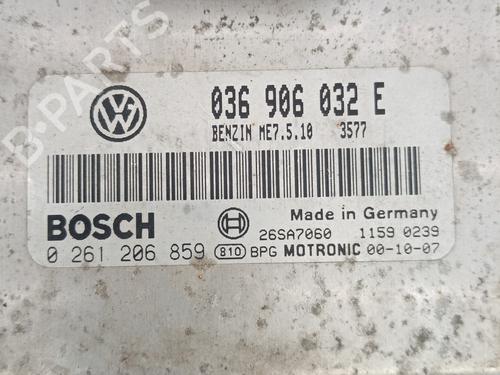 B-PARTS
036 906 032 E
BENZIN ME7.5.10 3577
BOSCH
Made in Germany
26SA7060 1159 0239
0 261 206 859 810 BPG MOTRONIC 00-10-07